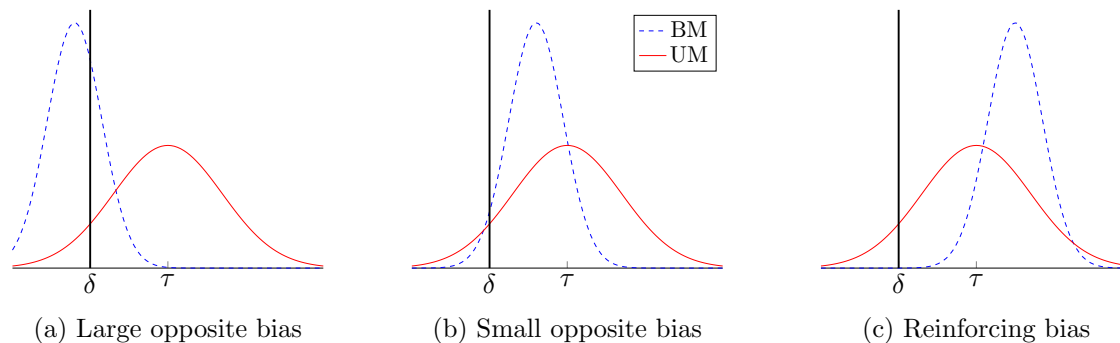 BM
UM
δ
τ
δ
τ
δ
τ
(a) Large opposite bias
(b) Small opposite bias
(c) Reinforcing bias